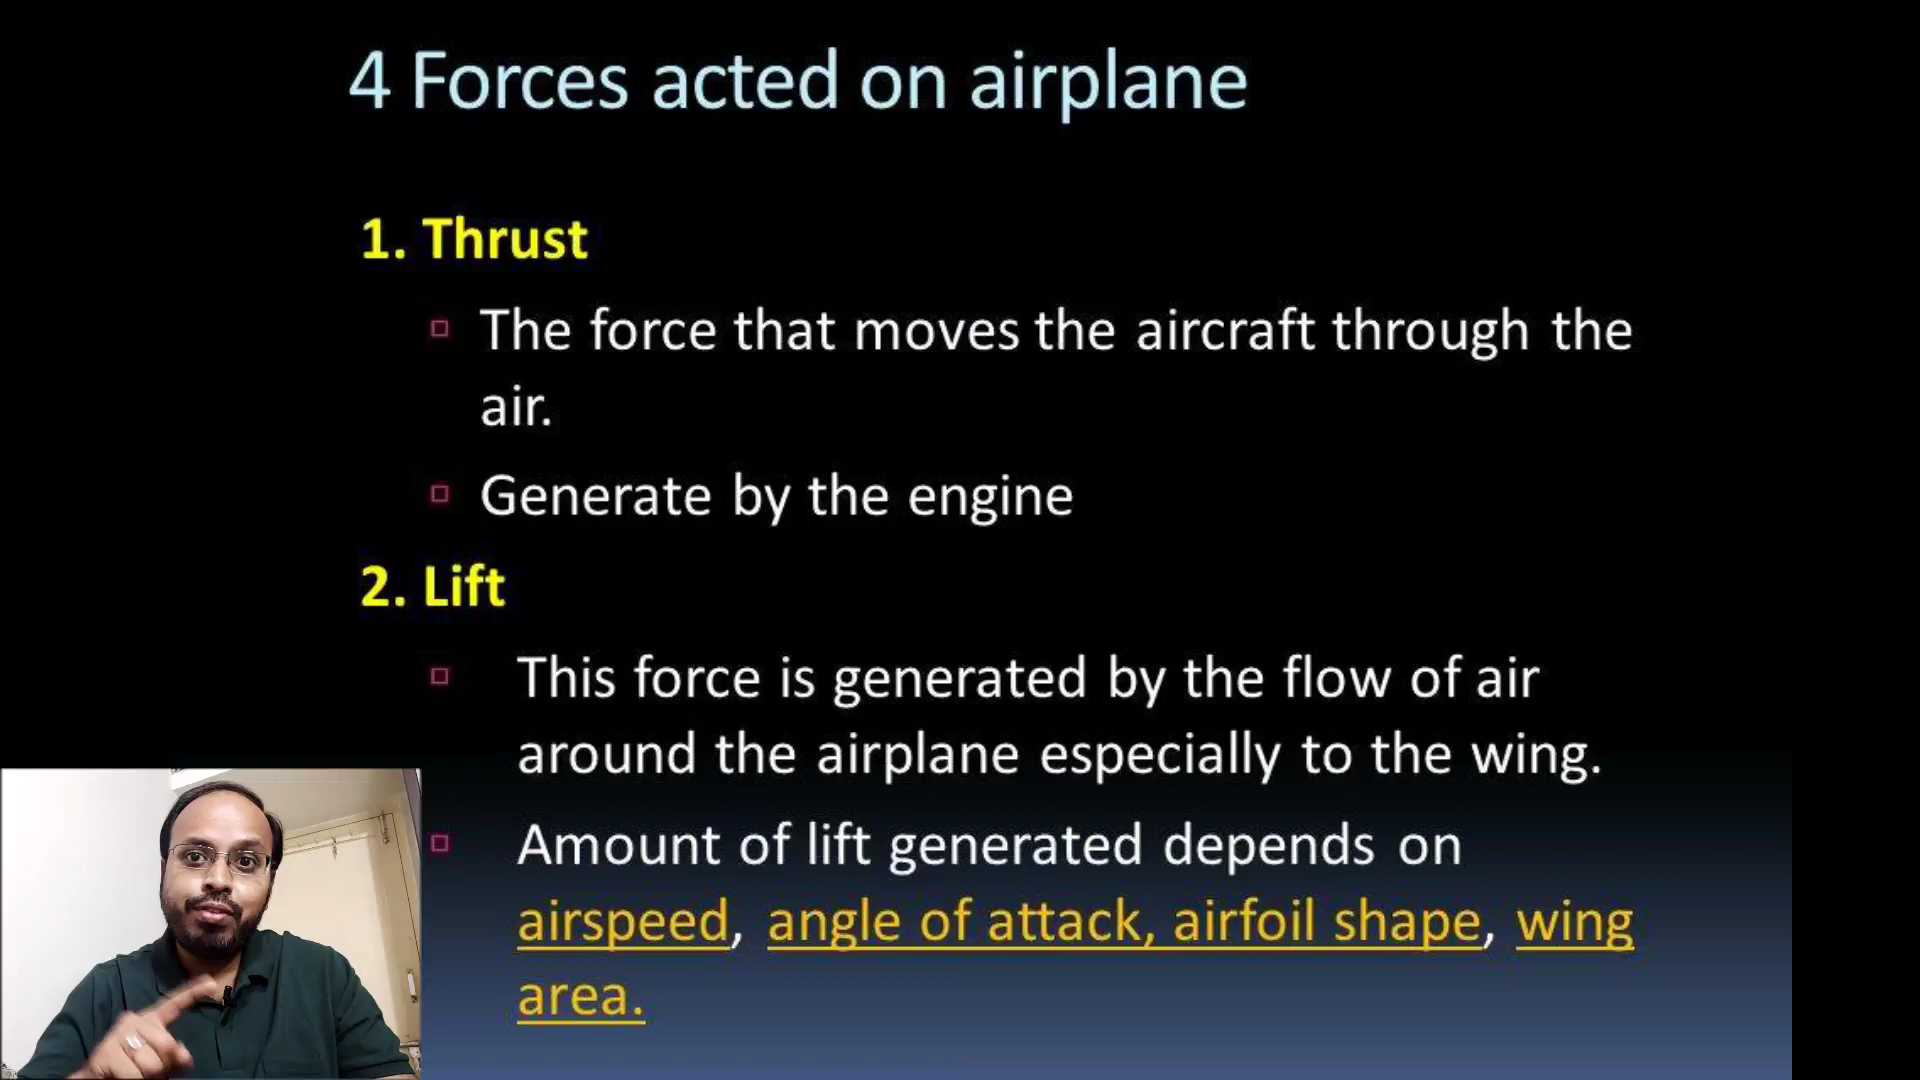 4 Forces acted on airplane
1. Thrust
The force that moves the aircraft through the
air.
Generate by the engine
2. Lift
This force is generated by the flow of air
around the airplane especially to the wing.
Amount of lift generated depends on
airspeed, angle of attack, airfoil shape, wing
area.